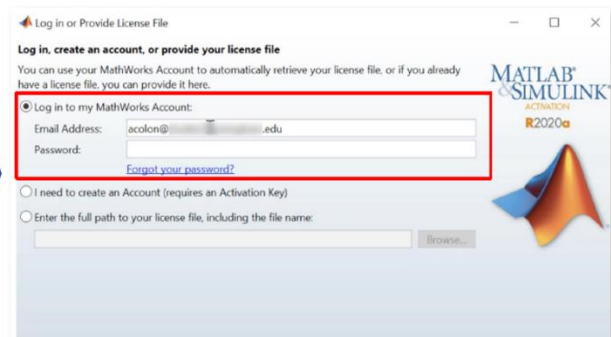 Log in or Provide License File
Log in, create an account, or provide your license file
You can use your MathWorks Account to automatically retrieve your license file, or if you already
have a license file, you can provide it here.
Log in to my MathWorks Account:
Email Address: acolon@ .edu
Password:
Forgot your password?
I need to create an Account (requires an Activation Key)
Enter the full path to your license file, including the file name:
Browse...
MATLAB®
&SIMULINK®
ACTIVATION
R2020a